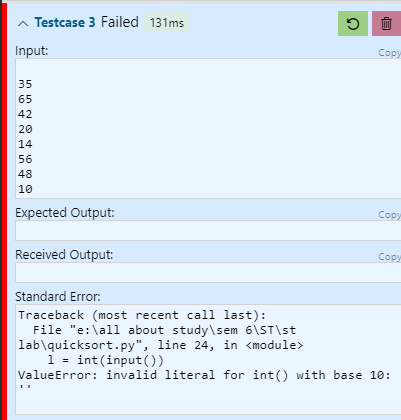 Testcase 3 Failed 131ms
Input:
Copy
35
65
42
20
14
56
48
10
Expected Output:
Copy
Received Output:
Copy
Standard Error:
Traceback (most recent call last):
File "e:\all about study\sem 6\ST\st
lab\quicksort.py", line 24, in <module>
l = int(input())
ValueError: invalid literal for int() with base 10:
''